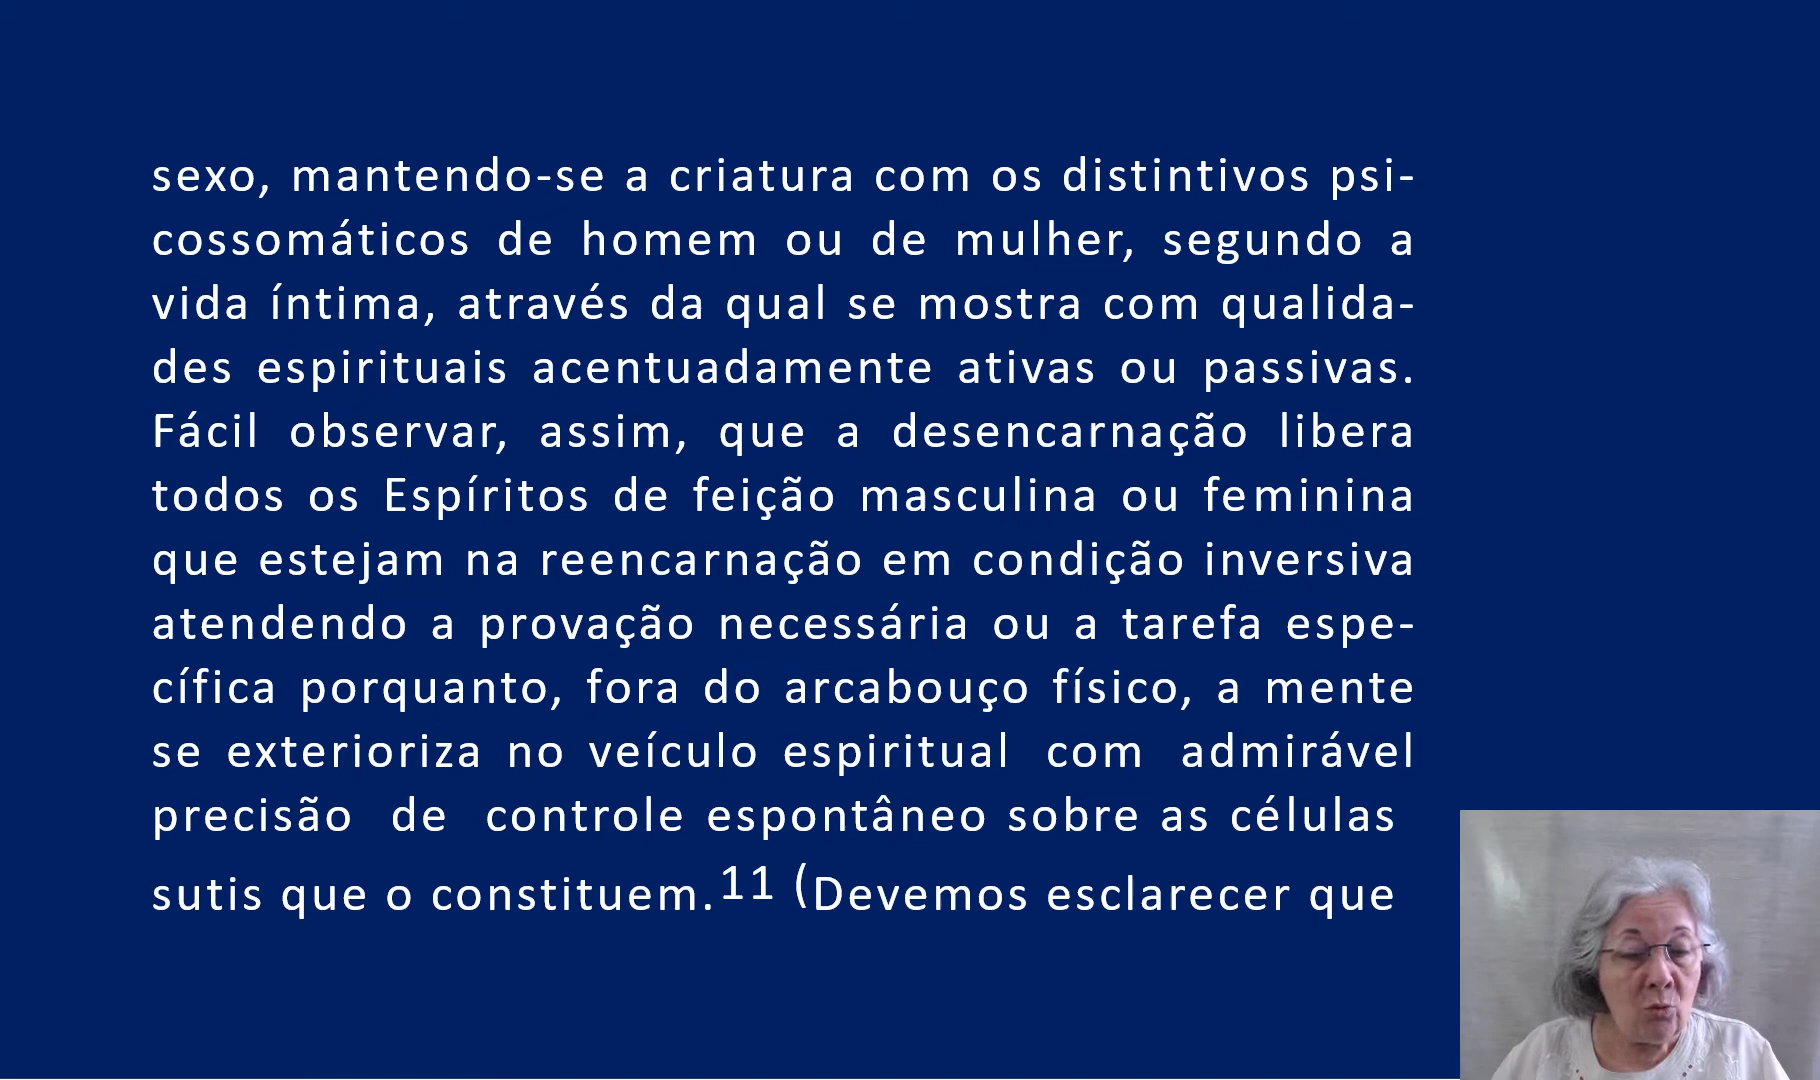 sexo, mantendo-se a criatura com os distintivos psi-
cossomáticos de homem ou de mulher, segundo a
vida íntima, através da qual se mostra com qualida-
des espirituais acentuadamente ativas ou passivas.
Fácil observar, assim, que a desencarnação libera
todos os Espíritos de feição masculina ou feminina
que estejam na reencarnação em condição inversiva
atendendo a provação necessária ou a tarefa espe-
cífica porquanto, fora do arcabouço físico, a mente
se exterioriza no veículo espiritual com admirável
precisão de controle espontâneo sobre as células
sutis que o constituem.11 (Devemos esclarecer que